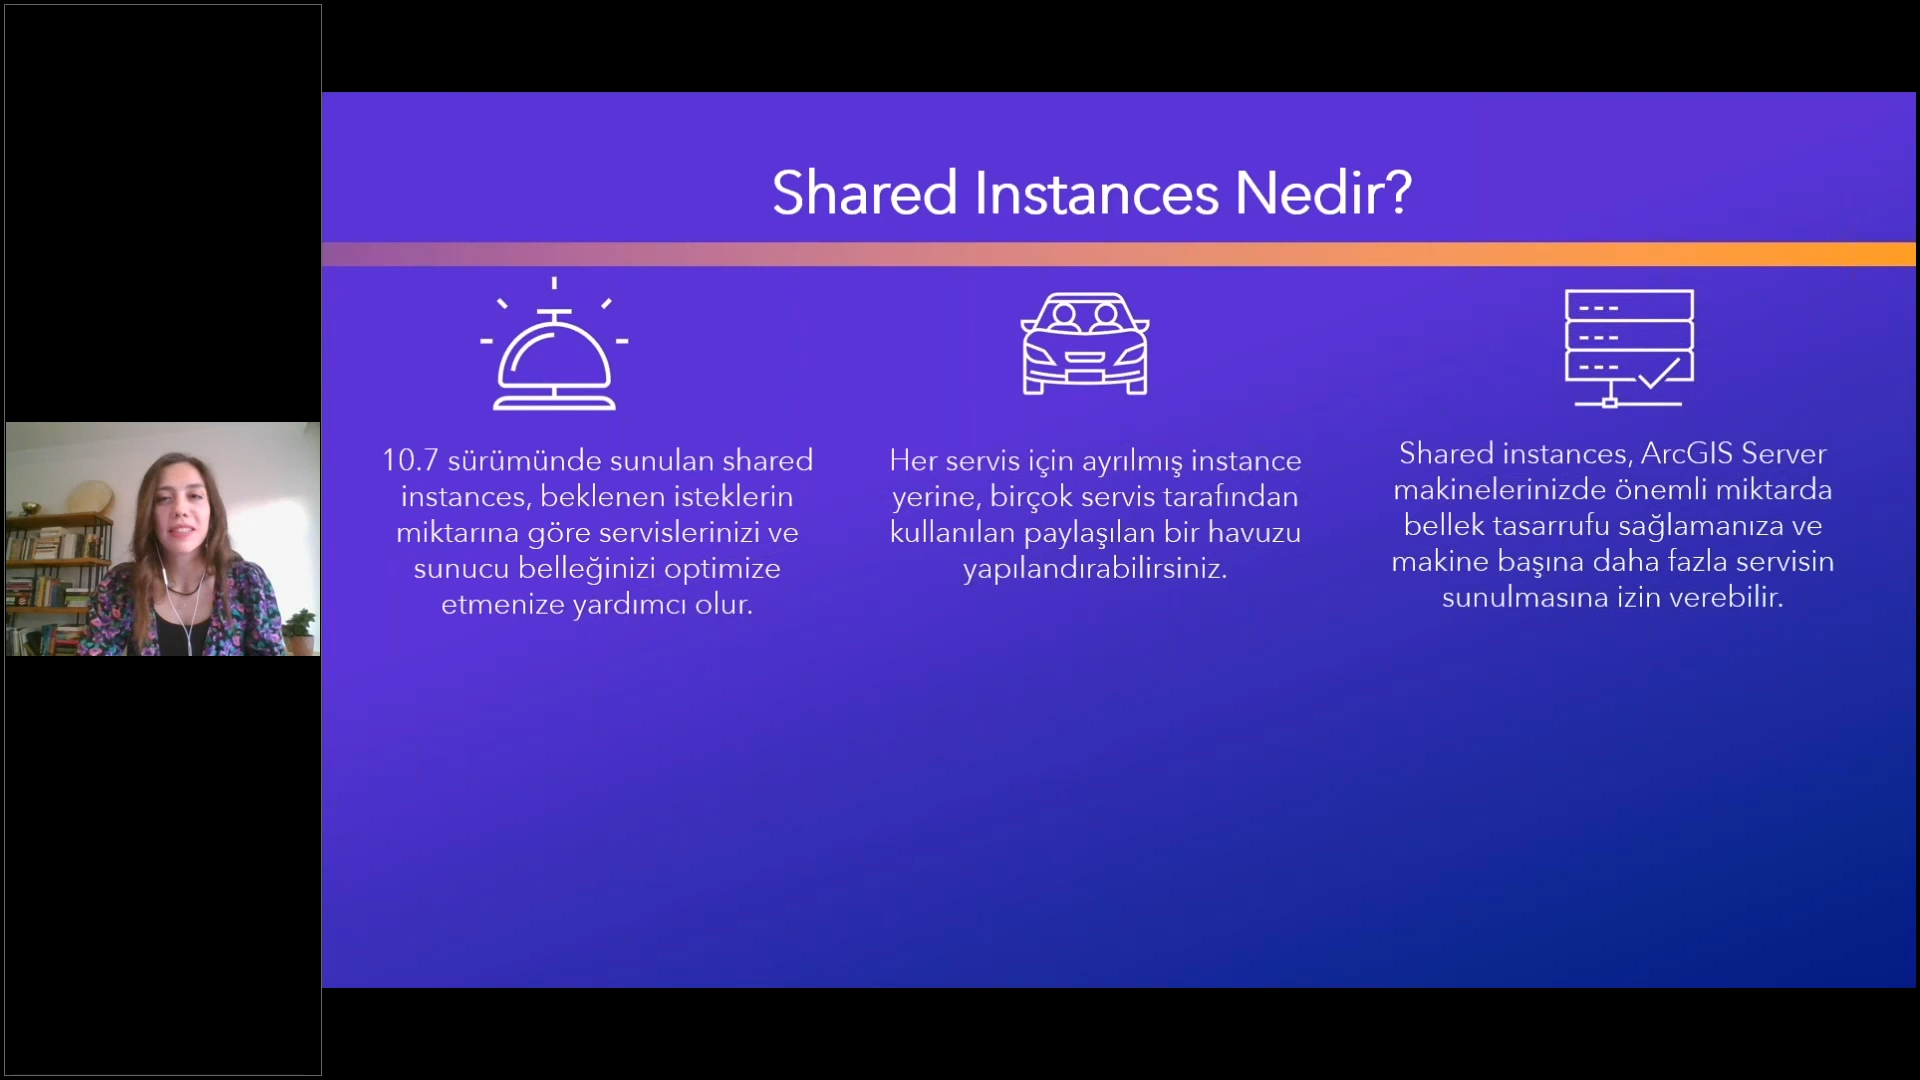 Shared Instances Nedir?
10.7 sürümünde sunulan shared
instances, beklenen isteklerin
miktarına göre servislerinizi ve
sunucu belleğinizi optimize
etmenize yardımcı olur.
Her servis için ayrılmış instance
yerine, birçok servis tarafından
kullanılan paylaşılan bir havuzu
yapılandırabilirsiniz.
Shared instances, ArcGIS Server
makinelerinizde önemli miktarda
bellek tasarrufu sağlamanıza ve
makine başına daha fazla servisin
sunulmasına izin verebilir.